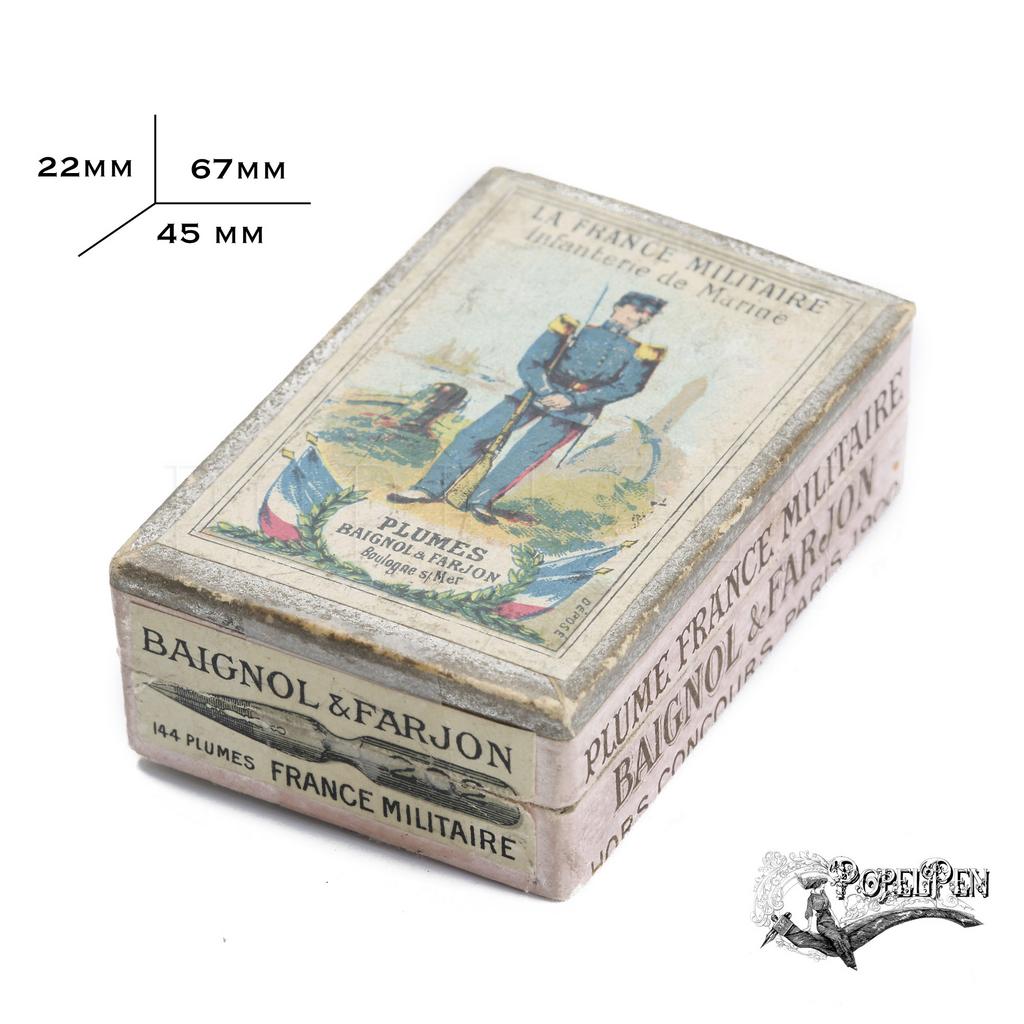 22MM
67MM
45 MM
LA FRANCE MILITAIRE
Infanterie de Marine
PLUMES
BAIGNOL & FARJON
Boulogne s/Mer
DÉPOSÉ
BAIGNOL & FARJON
262
144 PLUMES FRANCE MILITAIRE
PLUME FRANCE MILITAIRE
BAIGNOL & FARJON
HORS CONCOURS, PARIS 1900
POPELPEN